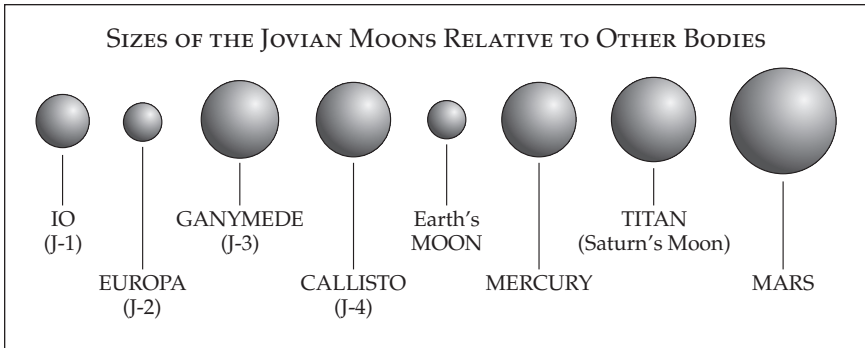 SIZES OF THE JOVIAN MOONS RELATIVE TO OTHER BODIES
IO
(J-1)
EUROPA
(J-2)
GANYMEDE
(J-3)
CALLISTO
(J-4)
Earth's
MOON
MERCURY
TITAN
(Saturn's Moon)
MARS